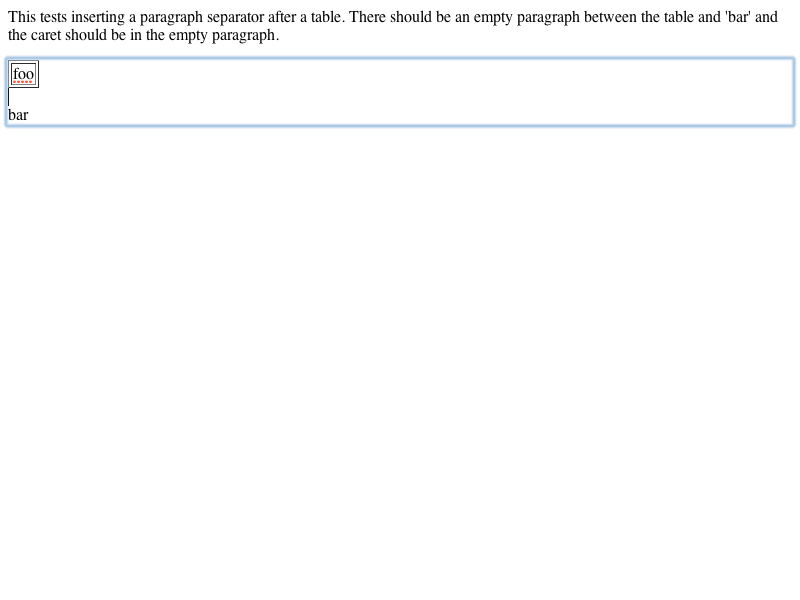 This tests inserting a paragraph separator after a table. There should be an empty paragraph between the table and 'bar' and
the caret should be in the empty paragraph.
foo
bar